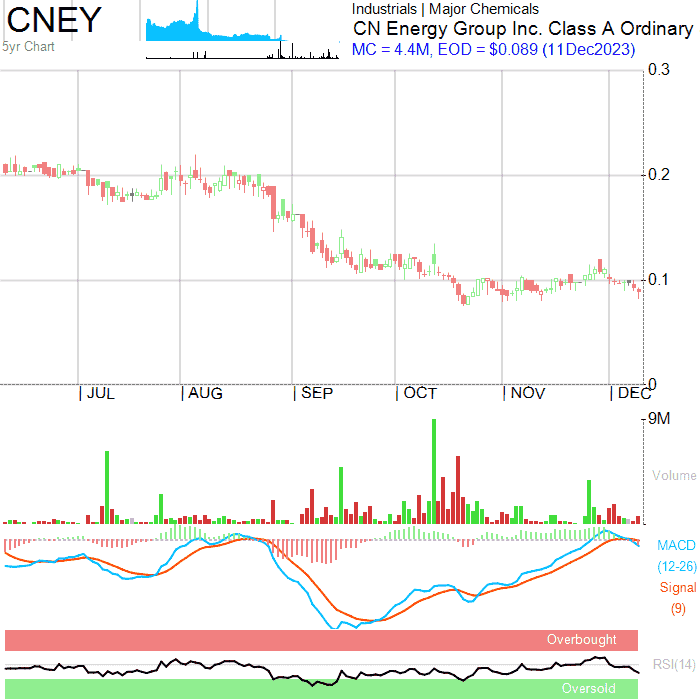 CNEY
5yr Chart
Industrials | Major Chemicals
CN Energy Group Inc. Class A Ordinary
MC = 4.4M, EOD = $0.089 (11Dec2023)
0.3
0.2
0.1
0
| JUL | AUG | SEP | OCT | NOV | DEC
9M
Volume
MACD
(12-26)
Signal
(9)
Overbought
RSI(14)
Oversold